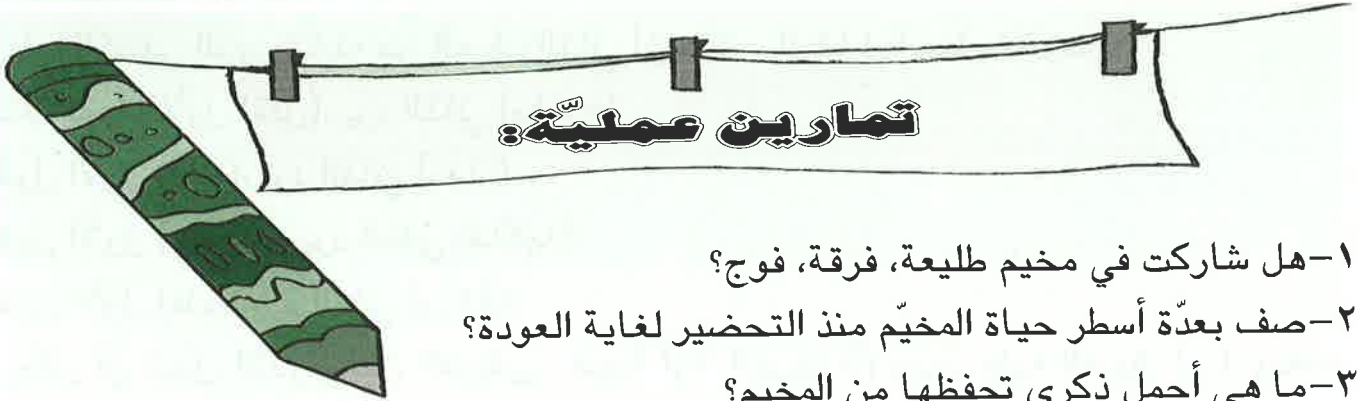 تمارين عمليّة:
١-هل شاركت في مخيم طليعة، فرقة، فوج؟
٢-صف بعدّة أسطر حياة المخيّم منذ التحضير لغاية العودة؟
٣-ما هي أجمل ذكرى تحفظها من المخيم؟